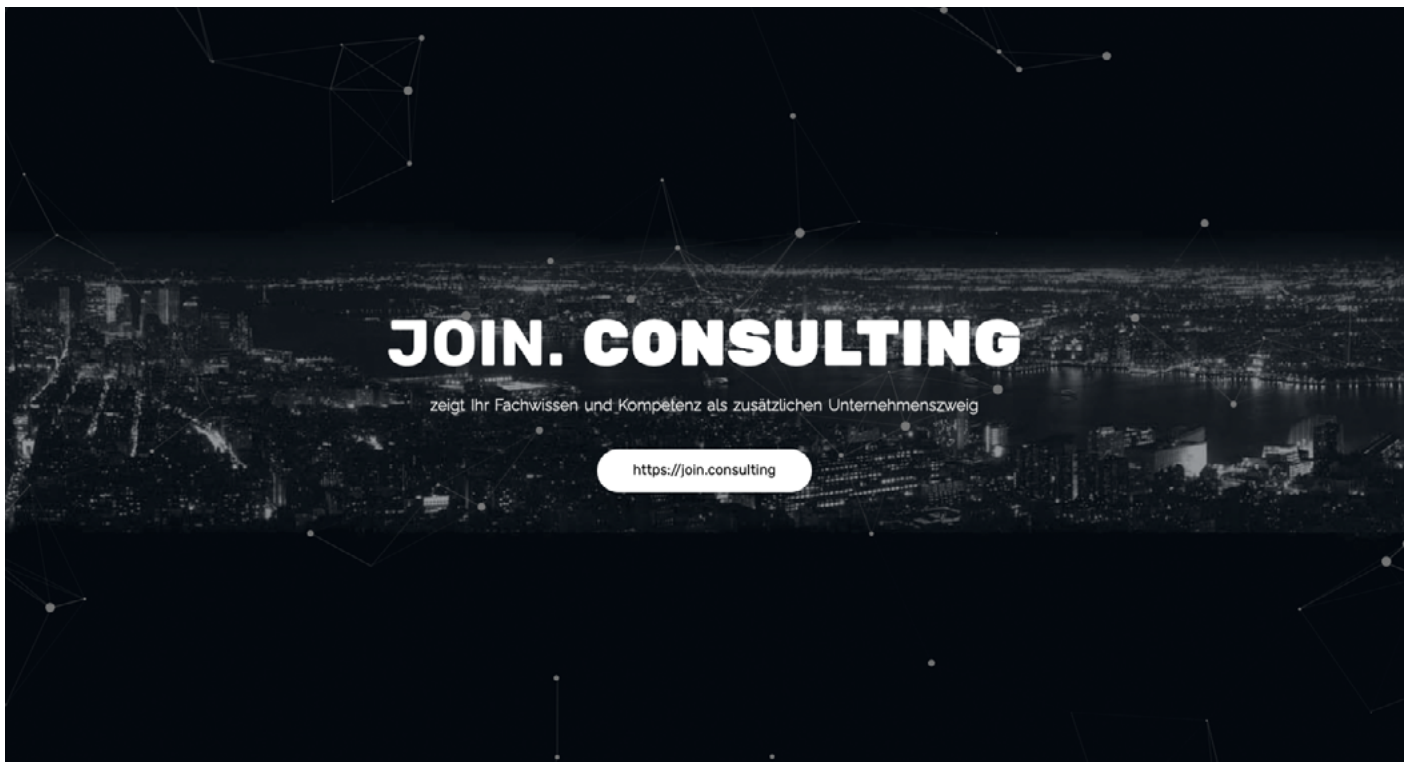 JOIN. CONSULTING
zeigt Ihr Fachwissen und Kompetenz als zusätzlichen Unternehmenszweig
https://join.consulting